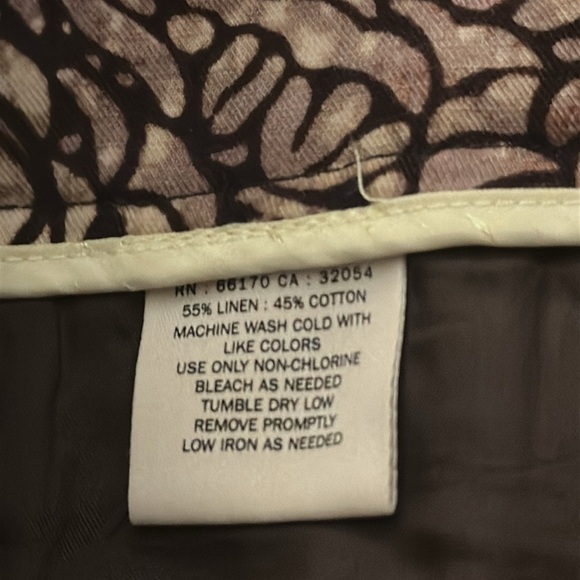 RN : 66170 CA : 32054
55% LINEN : 45% COTTON
MACHINE WASH COLD WITH
LIKE COLORS
USE ONLY NON-CHLORINE
BLEACH AS NEEDED
TUMBLE DRY LOW
REMOVE PROMPTLY
LOW IRON AS NEEDED